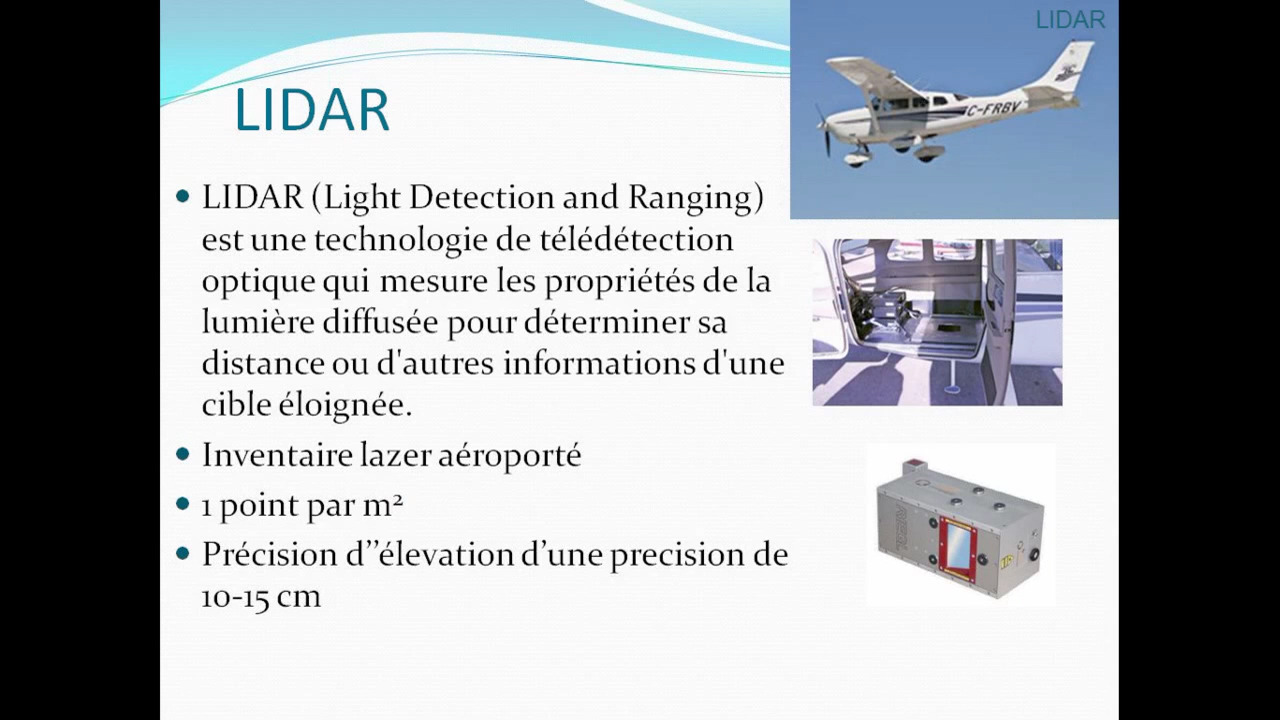 LIDAR
C-FRBV
LIDAR
LIDAR (Light Detection and Ranging)
est une technologie de télédétection
optique qui mesure les propriétés de la
lumière diffusée pour déterminer sa
distance ou d'autres informations d'une
cible éloignée.
Inventaire lazer aéroporté
1 point par m²
Précision d’’élevation d’une precision de
10-15 cm